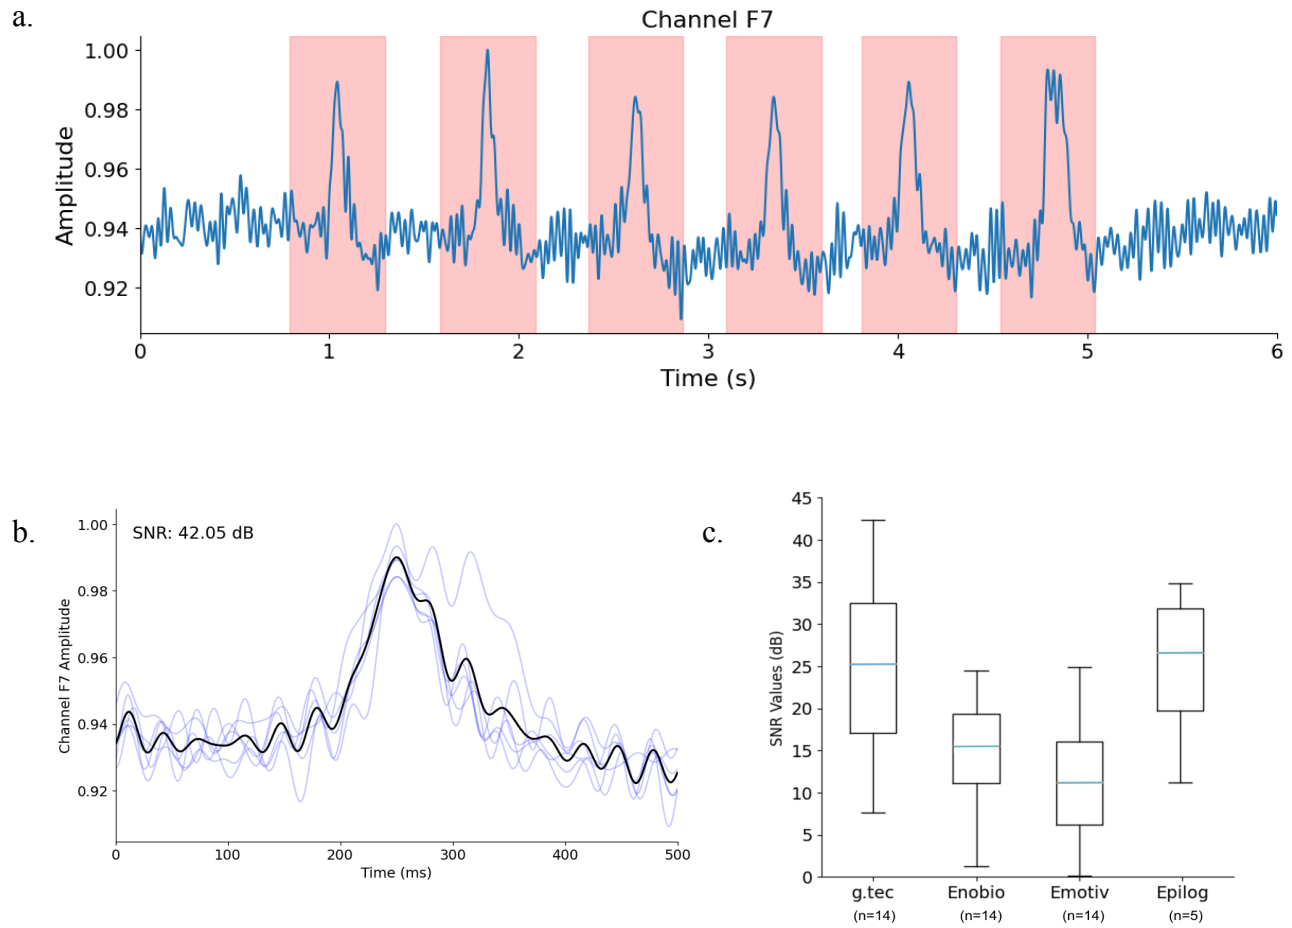 a.
Channel F7
Amplitude
1.00
0.98
0.96
0.94
0.92
0 1 2 3 4 5 6
Time (s)
b.
SNR: 42.05 dB
Channel F7 Amplitude
1.00
0.98
0.96
0.94
0.92
0 100 200 300 400 500
Time (ms)
c.
SNR Values (dB)
45
40
35
30
25
20
15
10
5
0
g.tec Enobio Emotiv Epilog
(n=14) (n=14) (n=14) (n=5)